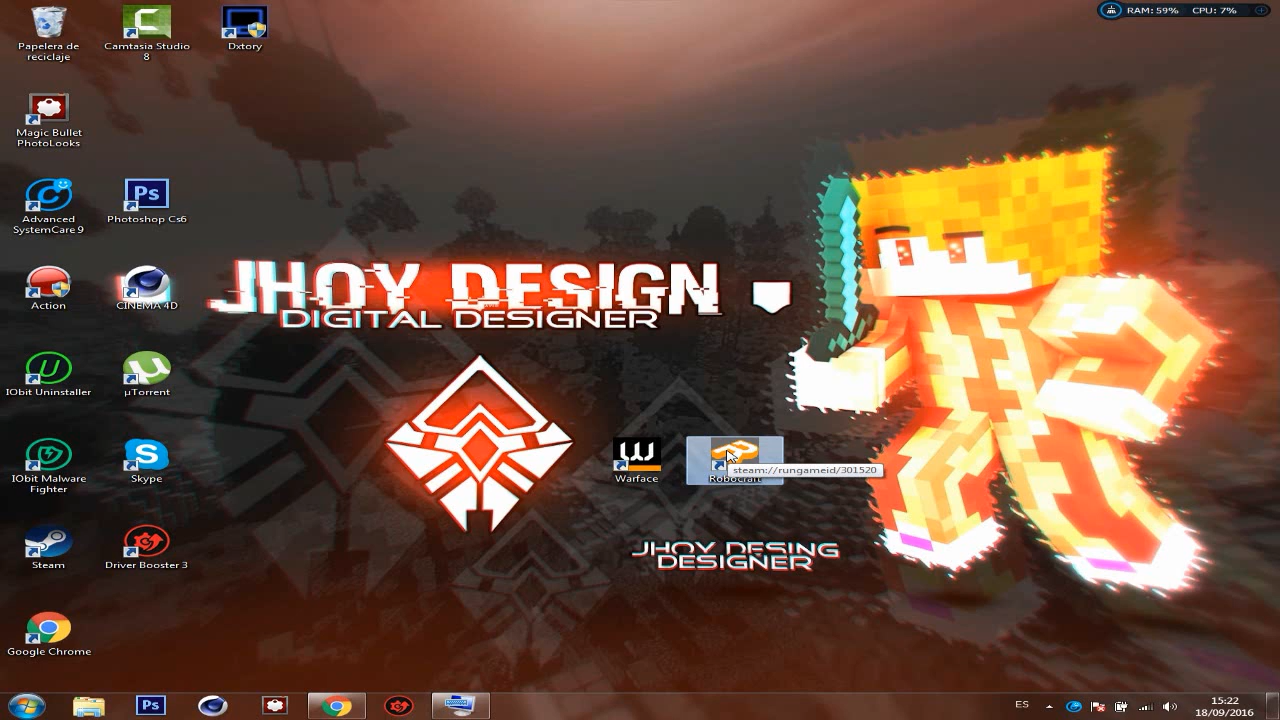 Papelera de
reciclaje
Camtasia Studio
8
Dxtory
RAM: 59%
CPU: 7%
Magic Bullet
PhotoLooks
Advanced
SystemCare 9
Ps
Photoshop Cs6
Action
CINEMA 4D
JHOY DESIGN
DIGITAL DESIGNER
IObit Uninstaller
µTorrent
IObit Malware
Fighter
Skype
Warface
steam://rungameid/301520
Robocraft
Steam
Driver Booster 3
JHOY DESING
DESIGNER
Google Chrome
Ps
ES
15:22
18/09/2016